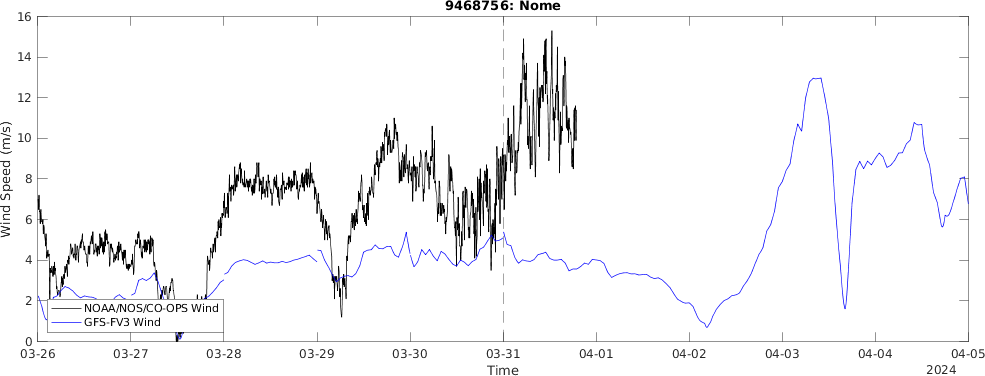 9468756: Nome
Wind Speed (m/s)
16
14
12
10
8
6
4
2
0
NOAA/NOS/CO-OPS Wind
GFS-FV3 Wind
03-26 03-27 03-28 03-29 03-30 03-31 04-01 04-02 04-03 04-04 04-05
Time
2024